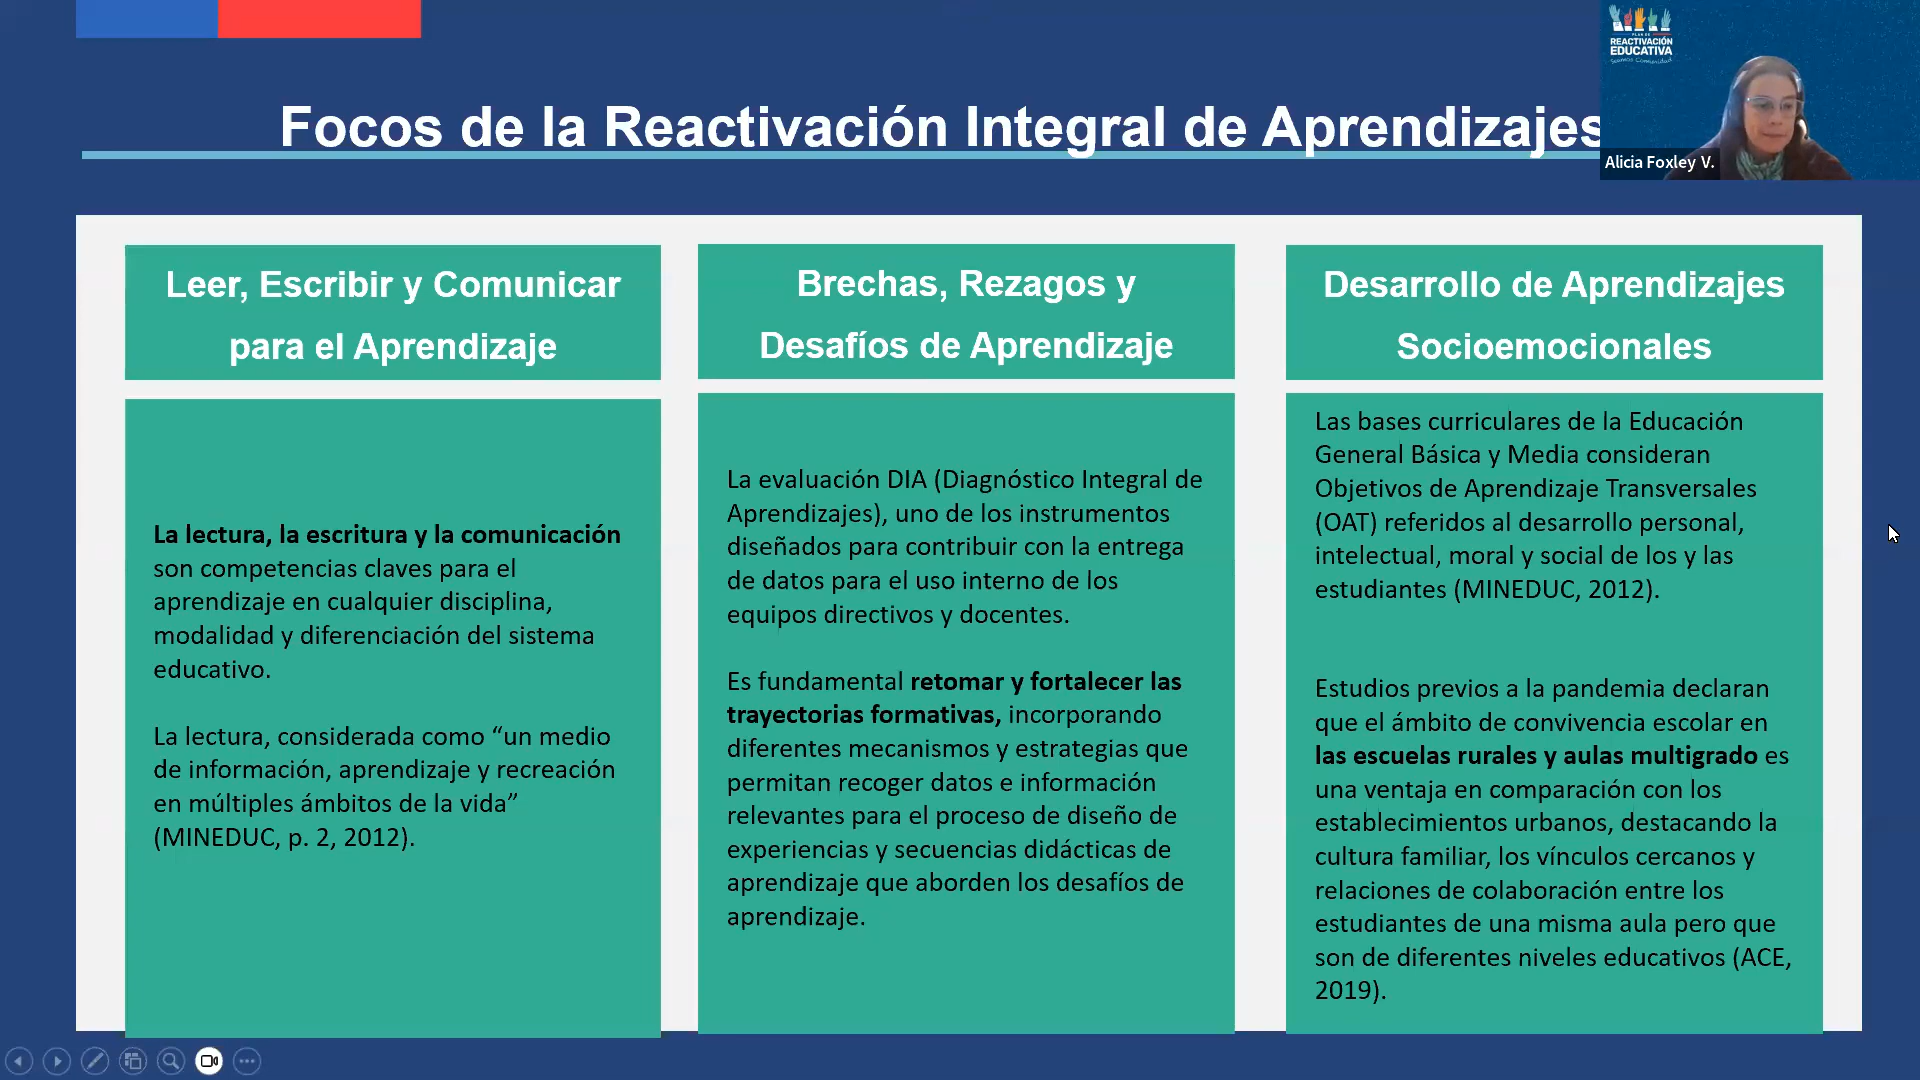 PLAN DE
REACTIVACIÓN
EDUCATIVA
Seamos Comunidad
Alicia Foxley V.
Focos de la Reactivación Integral de Aprendizajes
Leer, Escribir y Comunicar
para el Aprendizaje
La lectura, la escritura y la comunicación
son competencias claves para el
aprendizaje en cualquier disciplina,
modalidad y diferenciación del sistema
educativo.
La lectura, considerada como “un medio
de información, aprendizaje y recreación
en múltiples ámbitos de la vida”
(MINEDUC, p. 2, 2012).
Brechas, Rezagos y
Desafíos de Aprendizaje
La evaluación DIA (Diagnóstico Integral de
Aprendizajes), uno de los instrumentos
diseñados para contribuir con la entrega
de datos para el uso interno de los
equipos directivos y docentes.
Es fundamental retomar y fortalecer las
trayectorias formativas, incorporando
diferentes mecanismos y estrategias que
permitan recoger datos e información
relevantes para el proceso de diseño de
experiencias y secuencias didácticas de
aprendizaje que aborden los desafíos de
aprendizaje.
Desarrollo de Aprendizajes
Socioemocionales
Las bases curriculares de la Educación
General Básica y Media consideran
Objetivos de Aprendizaje Transversales
(OAT) referidos al desarrollo personal,
intelectual, moral y social de los y las
estudiantes (MINEDUC, 2012).
Estudios previos a la pandemia declaran
que el ámbito de convivencia escolar en
las escuelas rurales y aulas multigrado es
una ventaja en comparación con los
establecimientos urbanos, destacando la
cultura familiar, los vínculos cercanos y
relaciones de colaboración entre los
estudiantes de una misma aula pero que
son de diferentes niveles educativos (ACE,
2019).